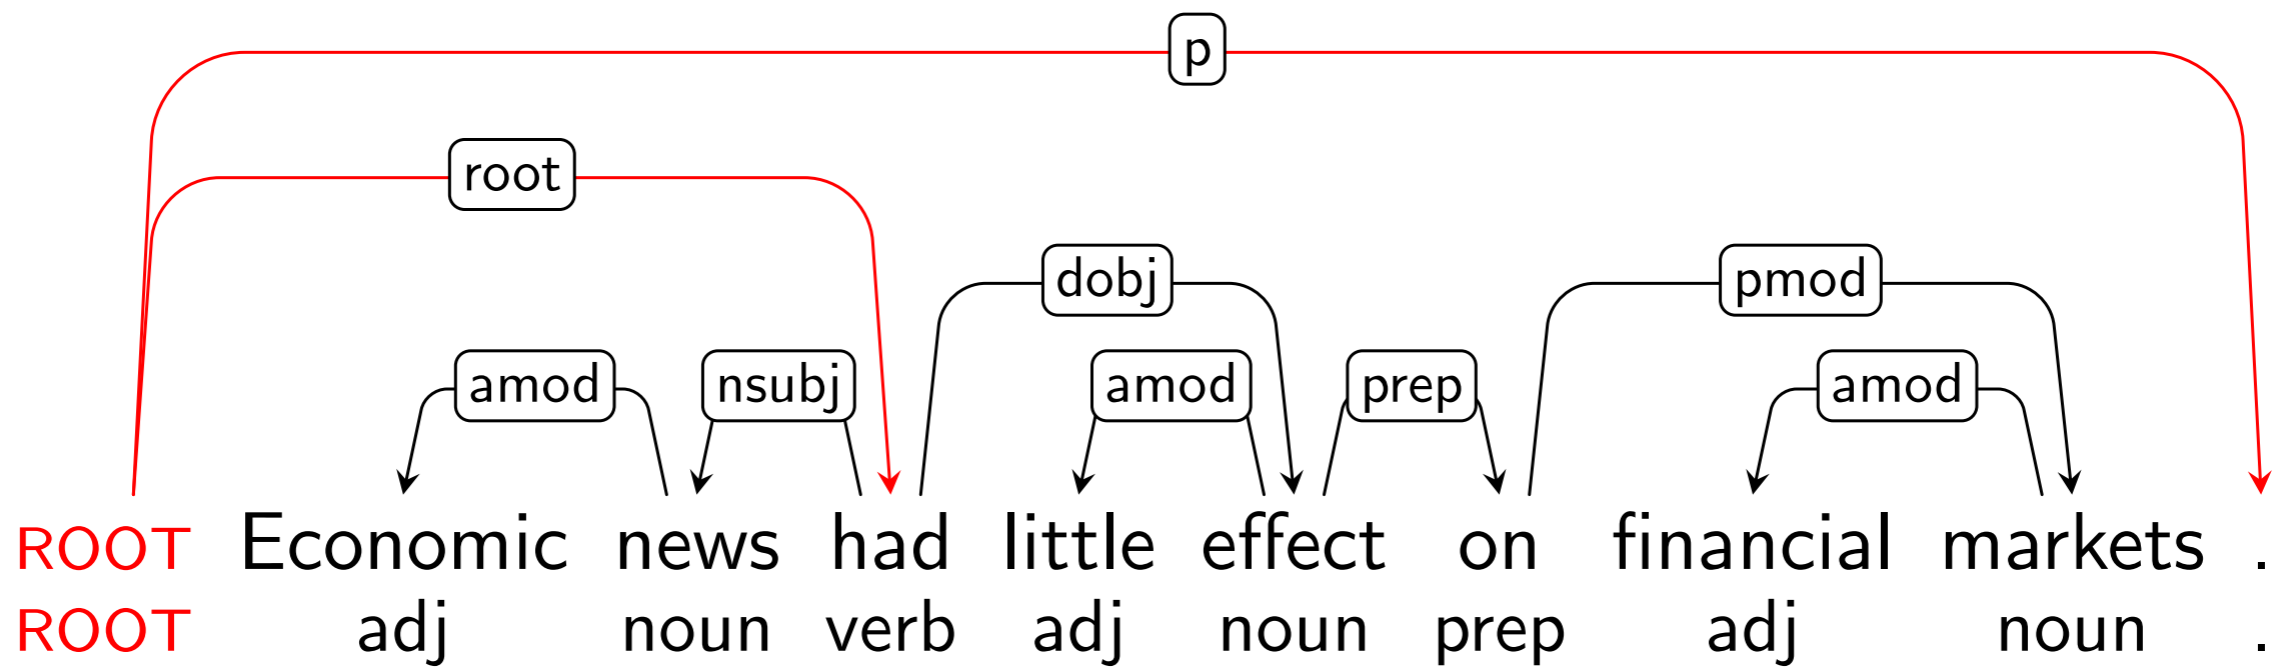 p
root
dobj pmod
amod nsubj amod prep amod
ROOT Economic news had little effect on financial markets .
ROOT adj noun verb adj noun prep adj noun .